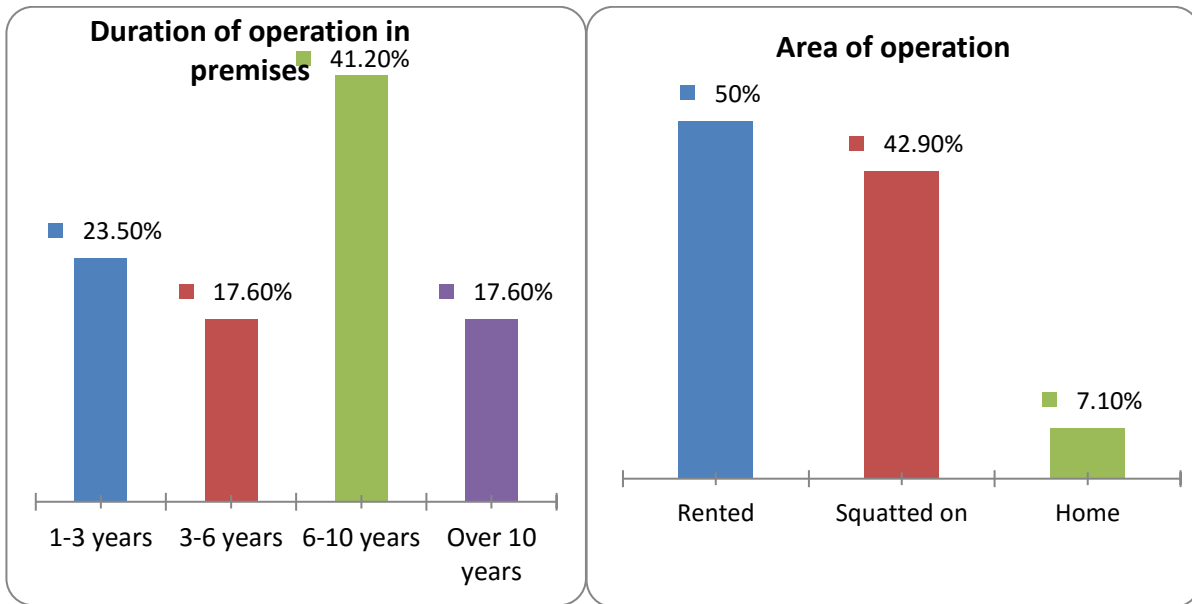 Duration of operation in
premises
41.20%
23.50%
17.60%
17.60%
1-3 years
3-6 years
6-10 years
Over 10
years
Area of operation
50%
42.90%
7.10%
Rented
Squatted on
Home